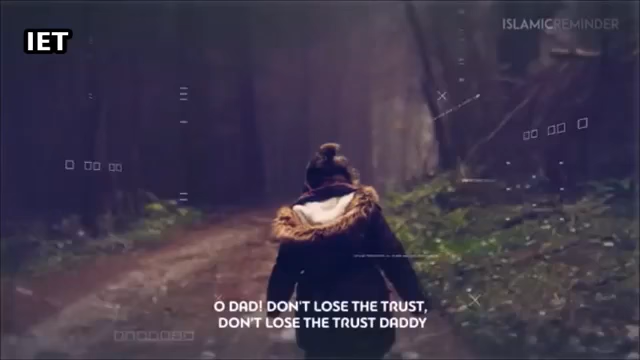 IET
ISLAMICREMINDER
O DAD! DON'T LOSE THE TRUST,
DON'T LOSE THE TRUST DADDY